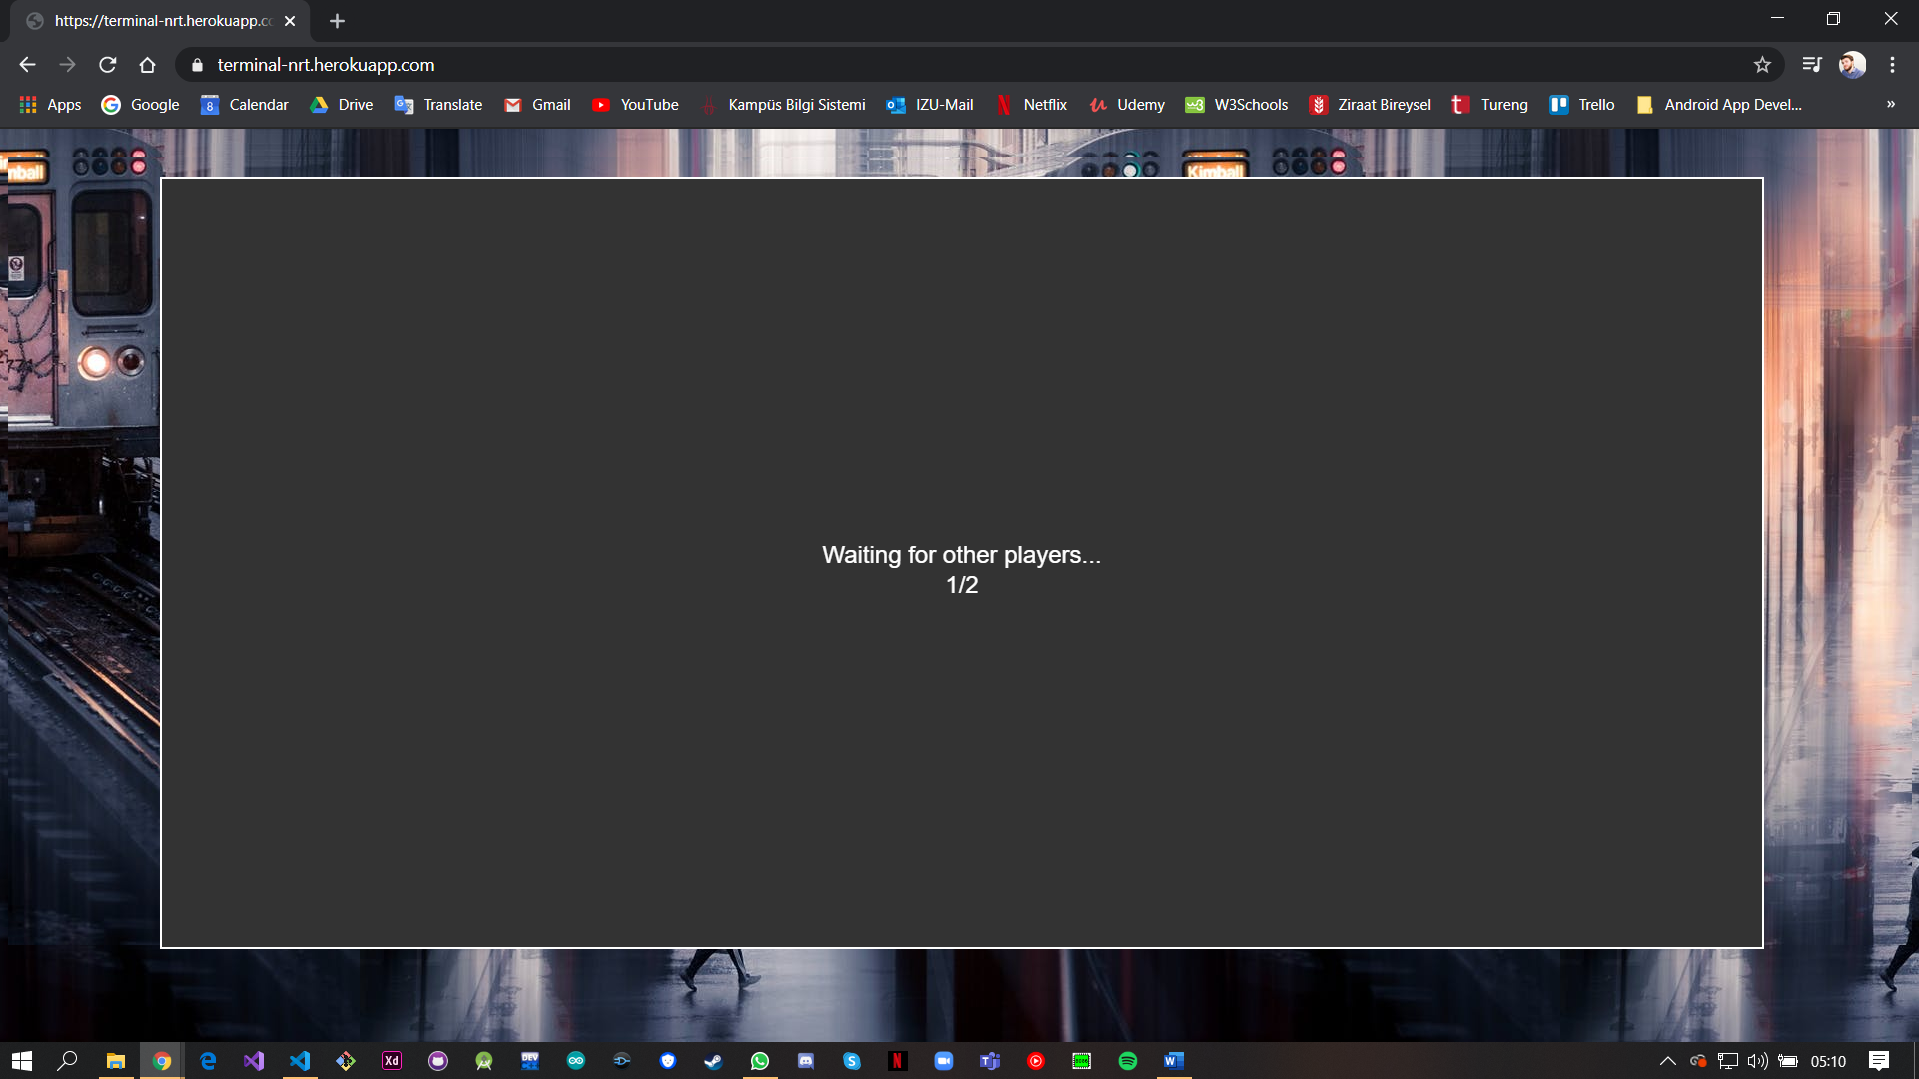 https://terminal-nrt.herokuapp.co
terminal-nrt.herokuapp.com
Apps Google Calendar Drive Translate Gmail YouTube Kampüs Bilgi Sistemi IZU-Mail Netflix Udemy W3Schools Ziraat Bireysel Tureng Trello Android App Devel... »
Kimball
Waiting for other players...
1/2
05:10